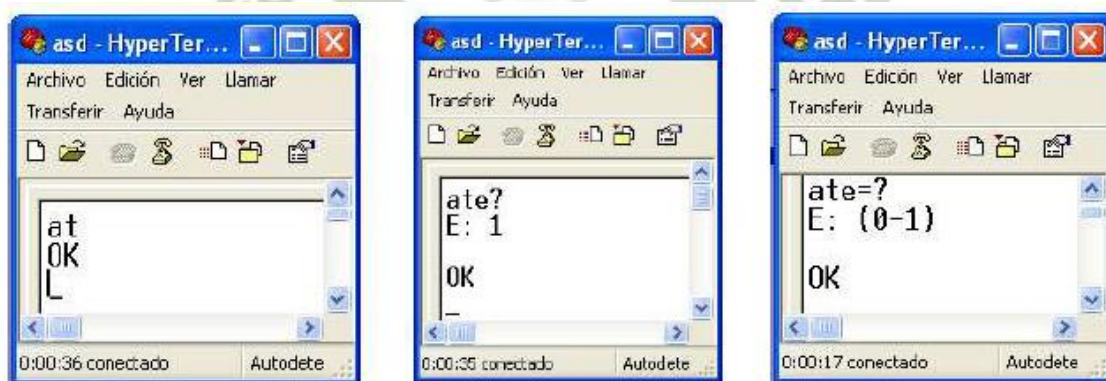 asd - HyperTer...
Archivo Edición Ver Llamar
Transferir Ayuda
at
OK
0:00:36 conectado Autodete
asd - HyperTer...
Archivo Edición Ver Llamar
Transferir Ayuda
ate?
E: 1
OK
0:00:35 conectado Autodete
asd - HyperTer...
Archivo Edición Ver Llamar
Transferir Ayuda
ate=?
E: (0-1)
OK
0:00:17 conectado Autodete